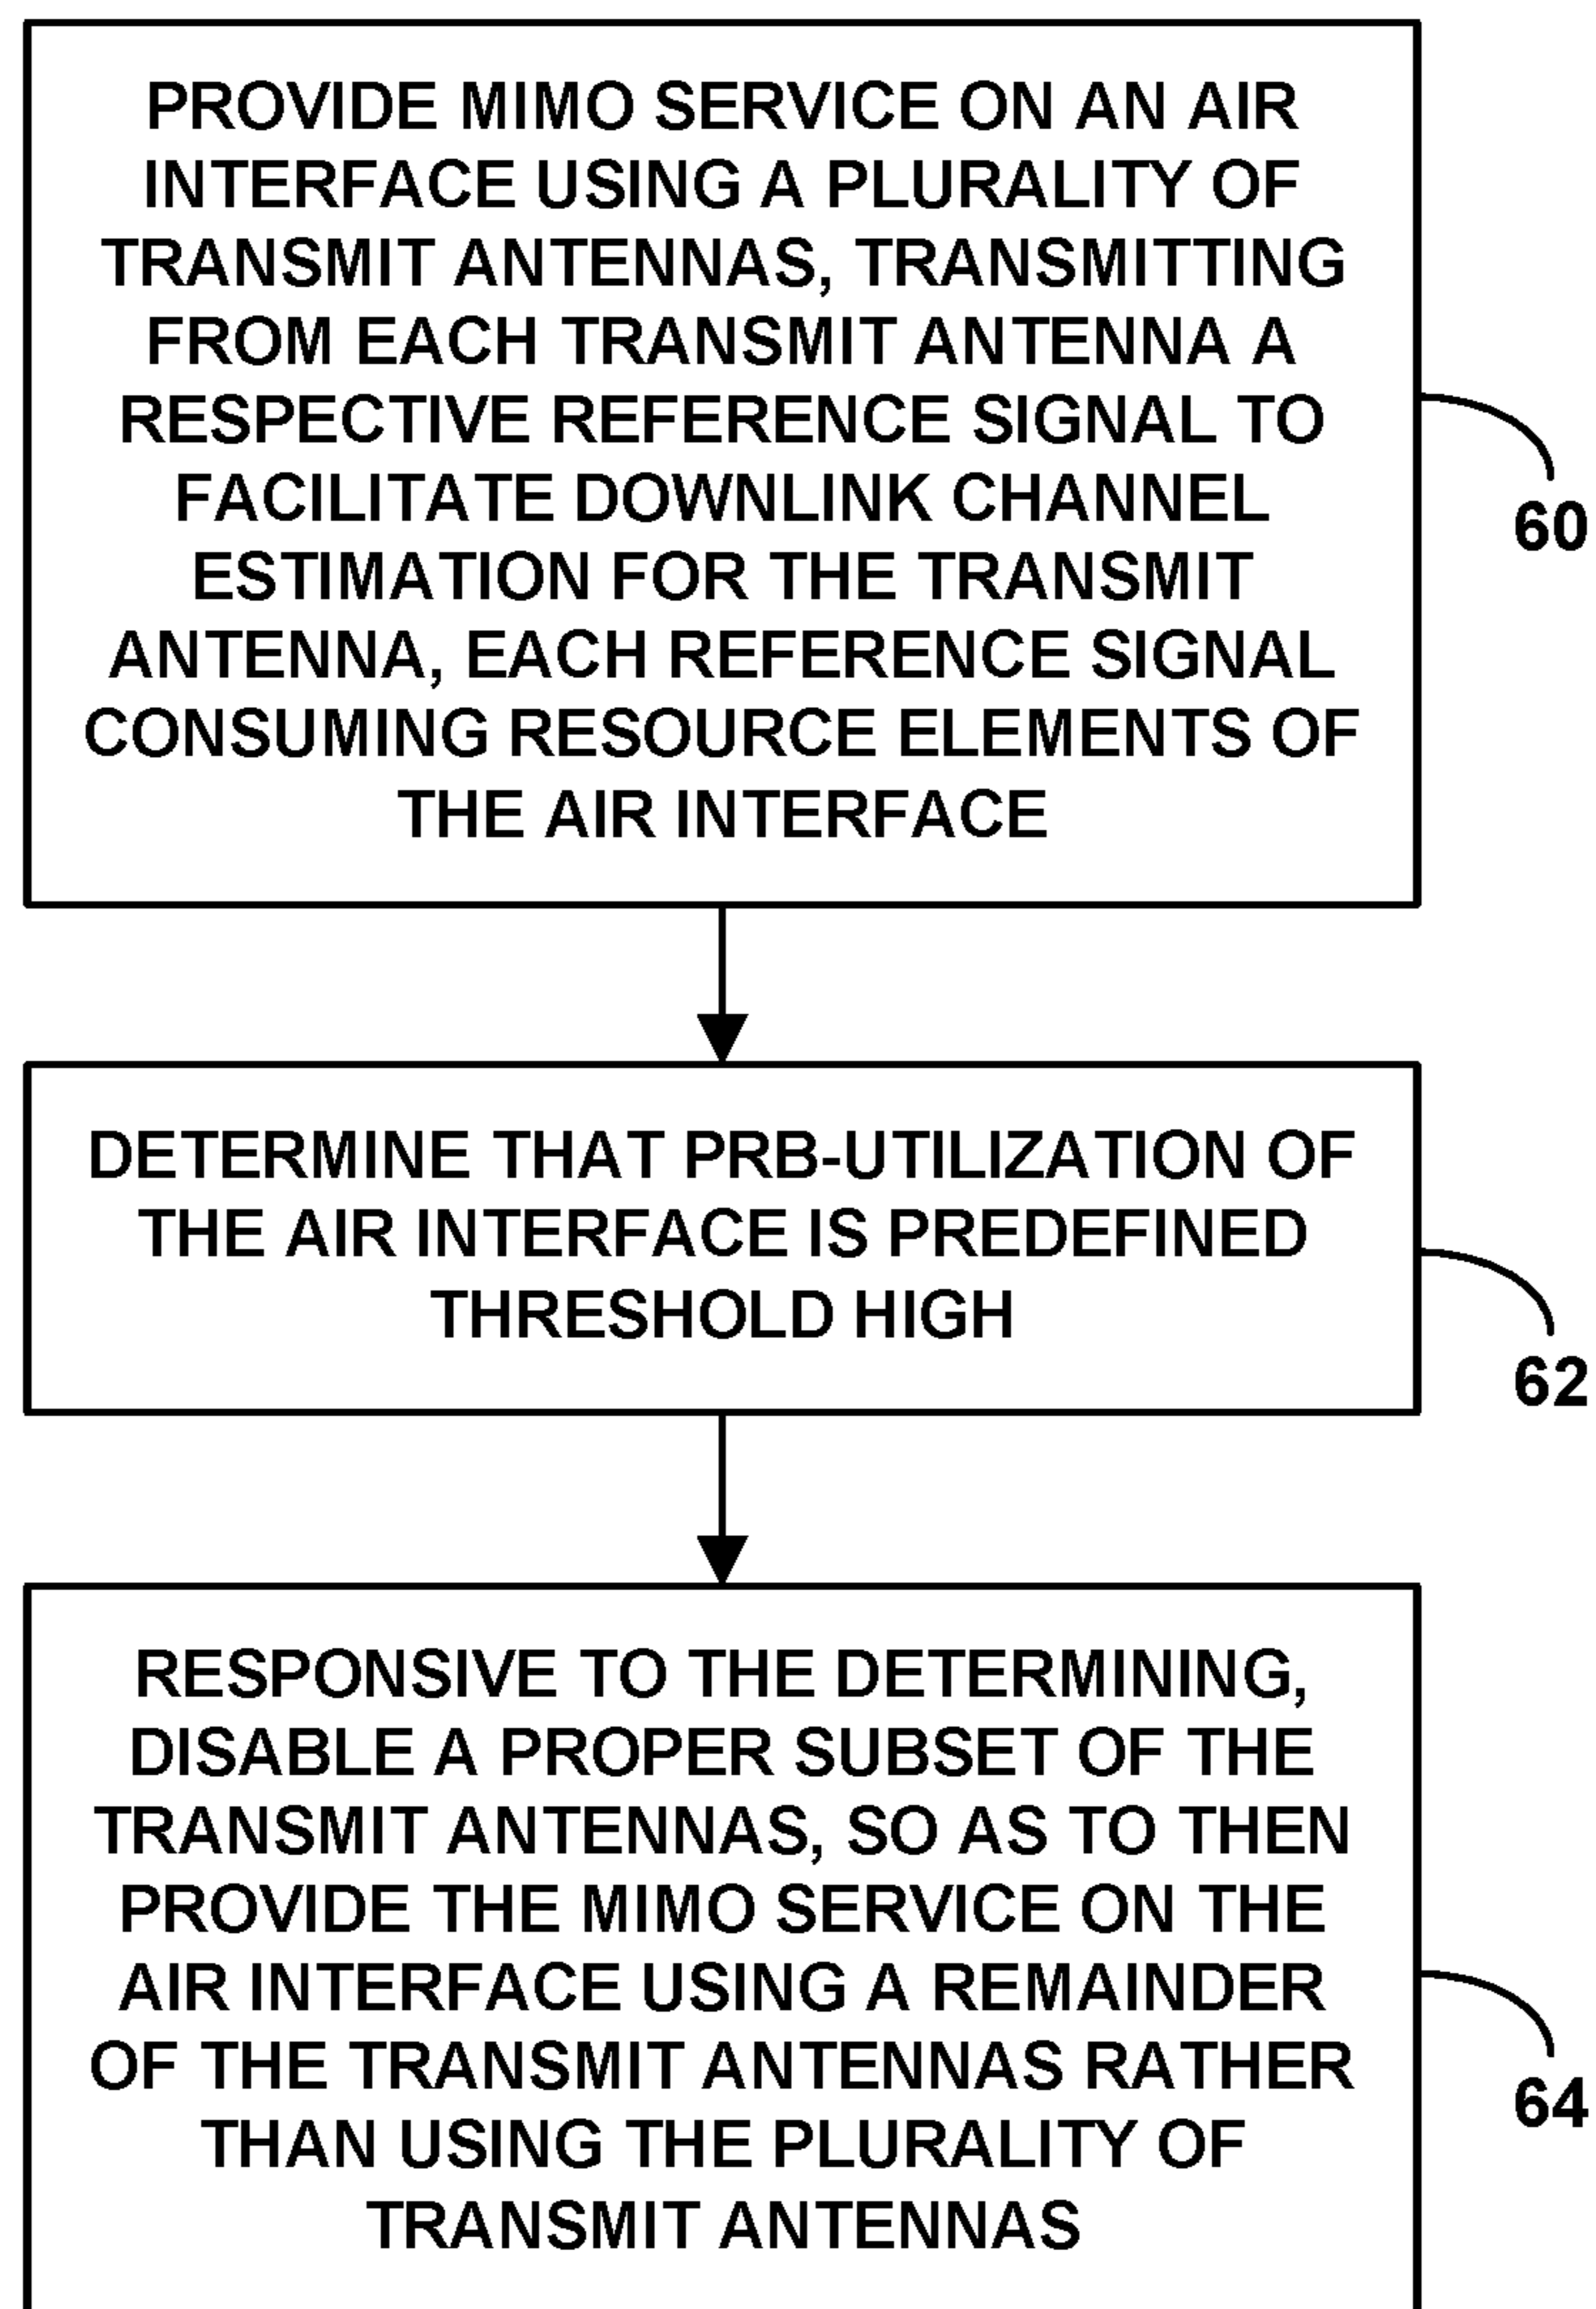 PROVIDE MIMO SERVICE ON AN AIR
INTERFACE USING A PLURALITY OF
TRANSMIT ANTENNAS, TRANSMITTING
FROM EACH TRANSMIT ANTENNA A
RESPECTIVE REFERENCE SIGNAL TO
FACILITATE DOWNLINK CHANNEL
ESTIMATION FOR THE TRANSMIT
ANTENNA, EACH REFERENCE SIGNAL
CONSUMING RESOURCE ELEMENTS OF
THE AIR INTERFACE
60
DETERMINE THAT PRB-UTILIZATION OF
THE AIR INTERFACE IS PREDEFINED
THRESHOLD HIGH
62
RESPONSIVE TO THE DETERMINING,
DISABLE A PROPER SUBSET OF THE
TRANSMIT ANTENNAS, SO AS TO THEN
PROVIDE THE MIMO SERVICE ON THE
AIR INTERFACE USING A REMAINDER
OF THE TRANSMIT ANTENNAS RATHER
THAN USING THE PLURALITY OF
TRANSMIT ANTENNAS
64